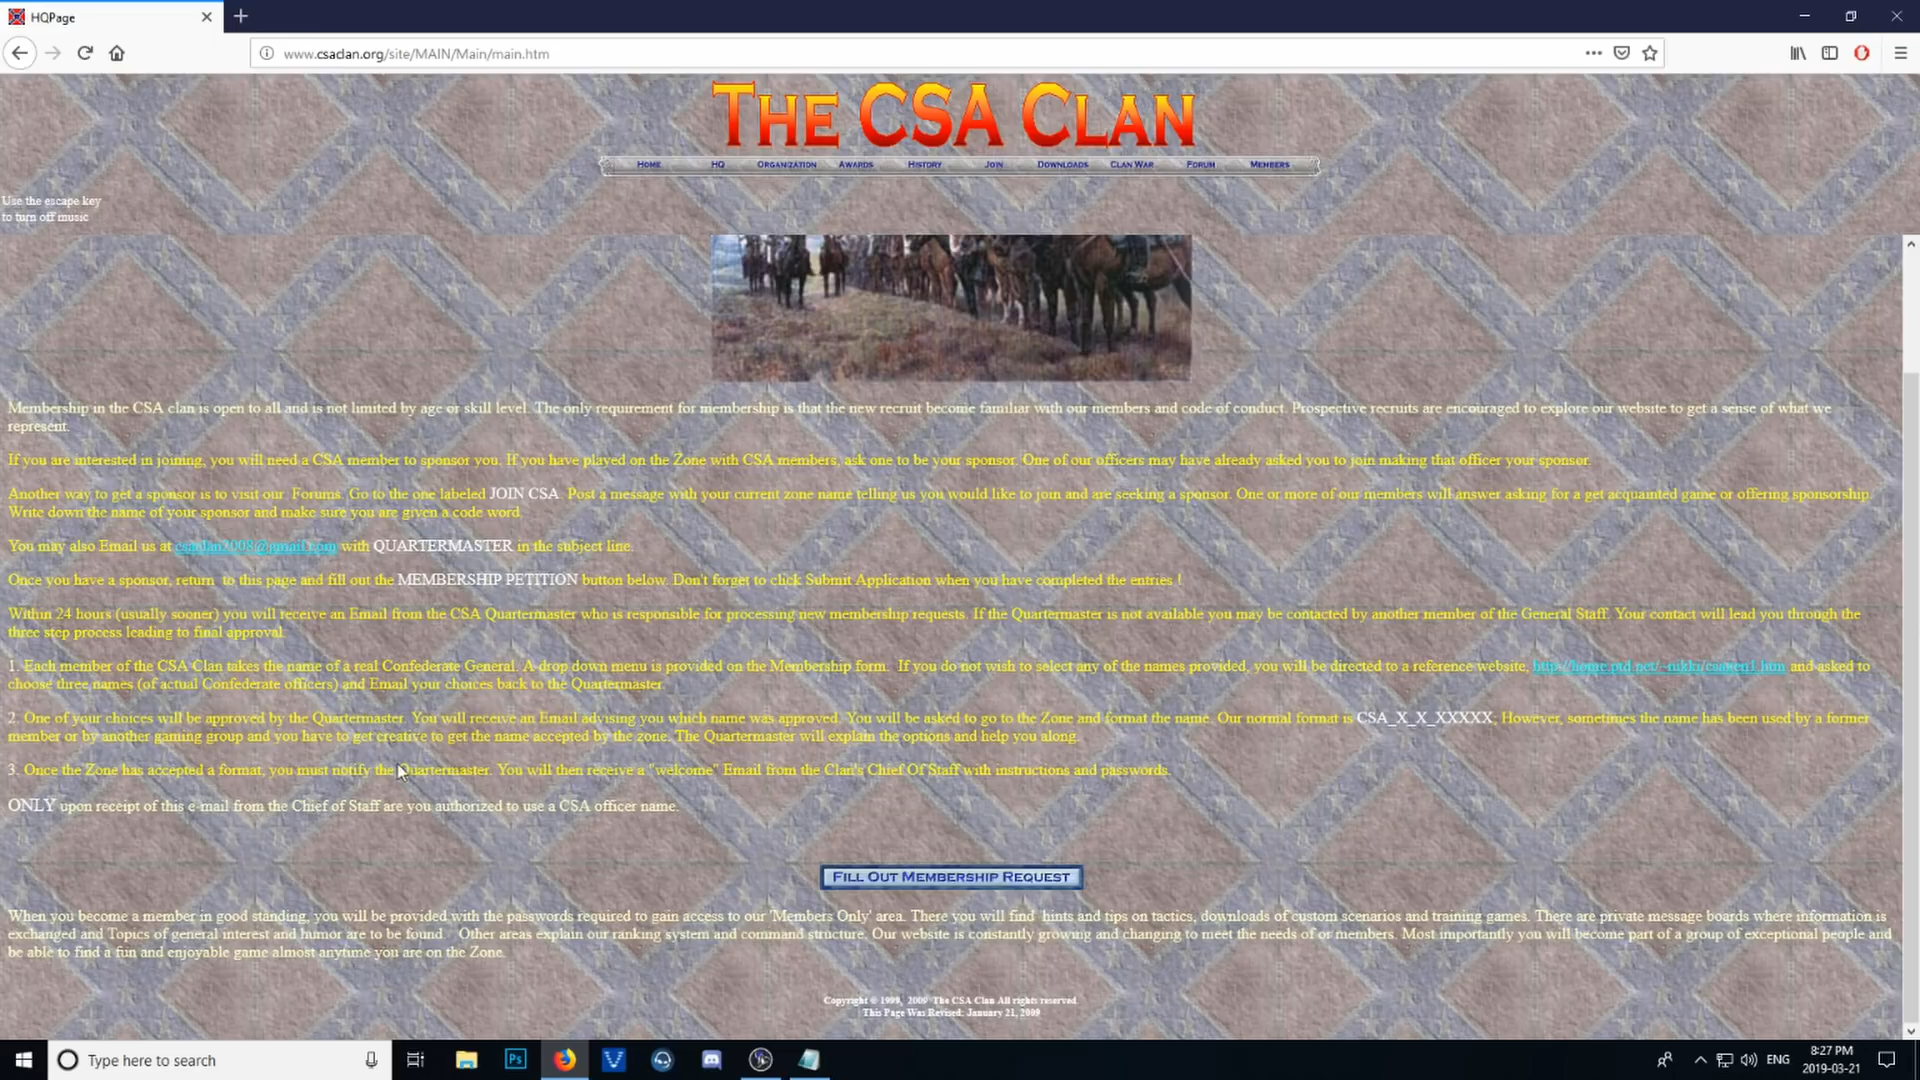 HQPage
www.csaclan.org/site/MAIN/Main/main.htm
THE CSA CLAN
HOME HQ ORGANIZATION AWARDS HISTORY JOIN DOWNLOADS CLAN WAR FORUM MEMBERS
Use the escape key
to turn off music
Membership in the CSA clan is open to all and is not limited by age or skill level. The only requirement for membership is that the new recruit become familiar with our members and code of conduct. Prospective recruits are encouraged to explore our website to get a sense of what we
represent.
If you are interested in joining, you will need a CSA member to sponsor you. If you have played on the Zone with CSA members, ask one to be your sponsor. One of our officers may have already asked you to join making that officer your sponsor.
Another way to get a sponsor is to visit our Forums. Go to the one labeled JOIN CSA. Post a message with your current zone name telling us you would like to join and are seeking a sponsor. One or more of our members will answer asking for a get acquainted game or offering sponsorship.
Write down the name of your sponsor and make sure you are given a code word.
You may also Email us at csaclan2008@gmail.com with QUARTERMASTER in the subject line.
Once you have a sponsor, return to this page and fill out the MEMBERSHIP PETITION button below. Don't forget to click Submit Application when you have completed the entries !
Within 24 hours (usually sooner) you will receive an Email from the CSA Quartermaster who is responsible for processing new membership requests. If the Quartermaster is not available you may be contacted by another member of the General Staff. Your contact will lead you through the
three step process leading to final approval.
1. Each member of the CSA Clan takes the name of a real Confederate General. A drop down menu is provided on the Membership form. If you do not wish to select any of the names provided, you will be directed to a reference website, http://home.ptd.net/~nikki/csagen1.htm and asked to
choose three names (of actual Confederate officers) and Email your choices back to the Quartermaster.
2. One of your choices will be approved by the Quartermaster. You will receive an Email advising you which name was approved. You will be asked to go to the Zone and format the name. Our normal format is CSA_X_X_XXXXX; However, sometimes the name has been used by a former
member or by another gaming group and you have to get creative to get the name accepted by the zone. The Quartermaster will explain the options and help you along.
3. Once the Zone has accepted a format, you must notify the Quartermaster. You will then receive a "welcome" Email from the Clan's Chief Of Staff with instructions and passwords.
ONLY upon receipt of this e-mail from the Chief of Staff are you authorized to use a CSA officer name.
FILL OUT MEMBERSHIP REQUEST
When you become a member in good standing, you will be provided with the passwords required to gain access to our 'Members Only' area. There you will find hints and tips on tactics, downloads of custom scenarios and training games. There are private message boards where information is
exchanged and Topics of general interest and humor are to be found. Other areas explain our ranking system and command structure. Our website is constantly growing and changing to meet the needs of or members. Most importantly you will become part of a group of exceptional people and
be able to find a fun and enjoyable game almost anytime you are on the Zone.
Copyright © 1999, 2009 The CSA Clan All rights reserved.
This Page Was Revised: January 21, 2009
Type here to search
Ps
ENG
8:27 PM
2019-03-21